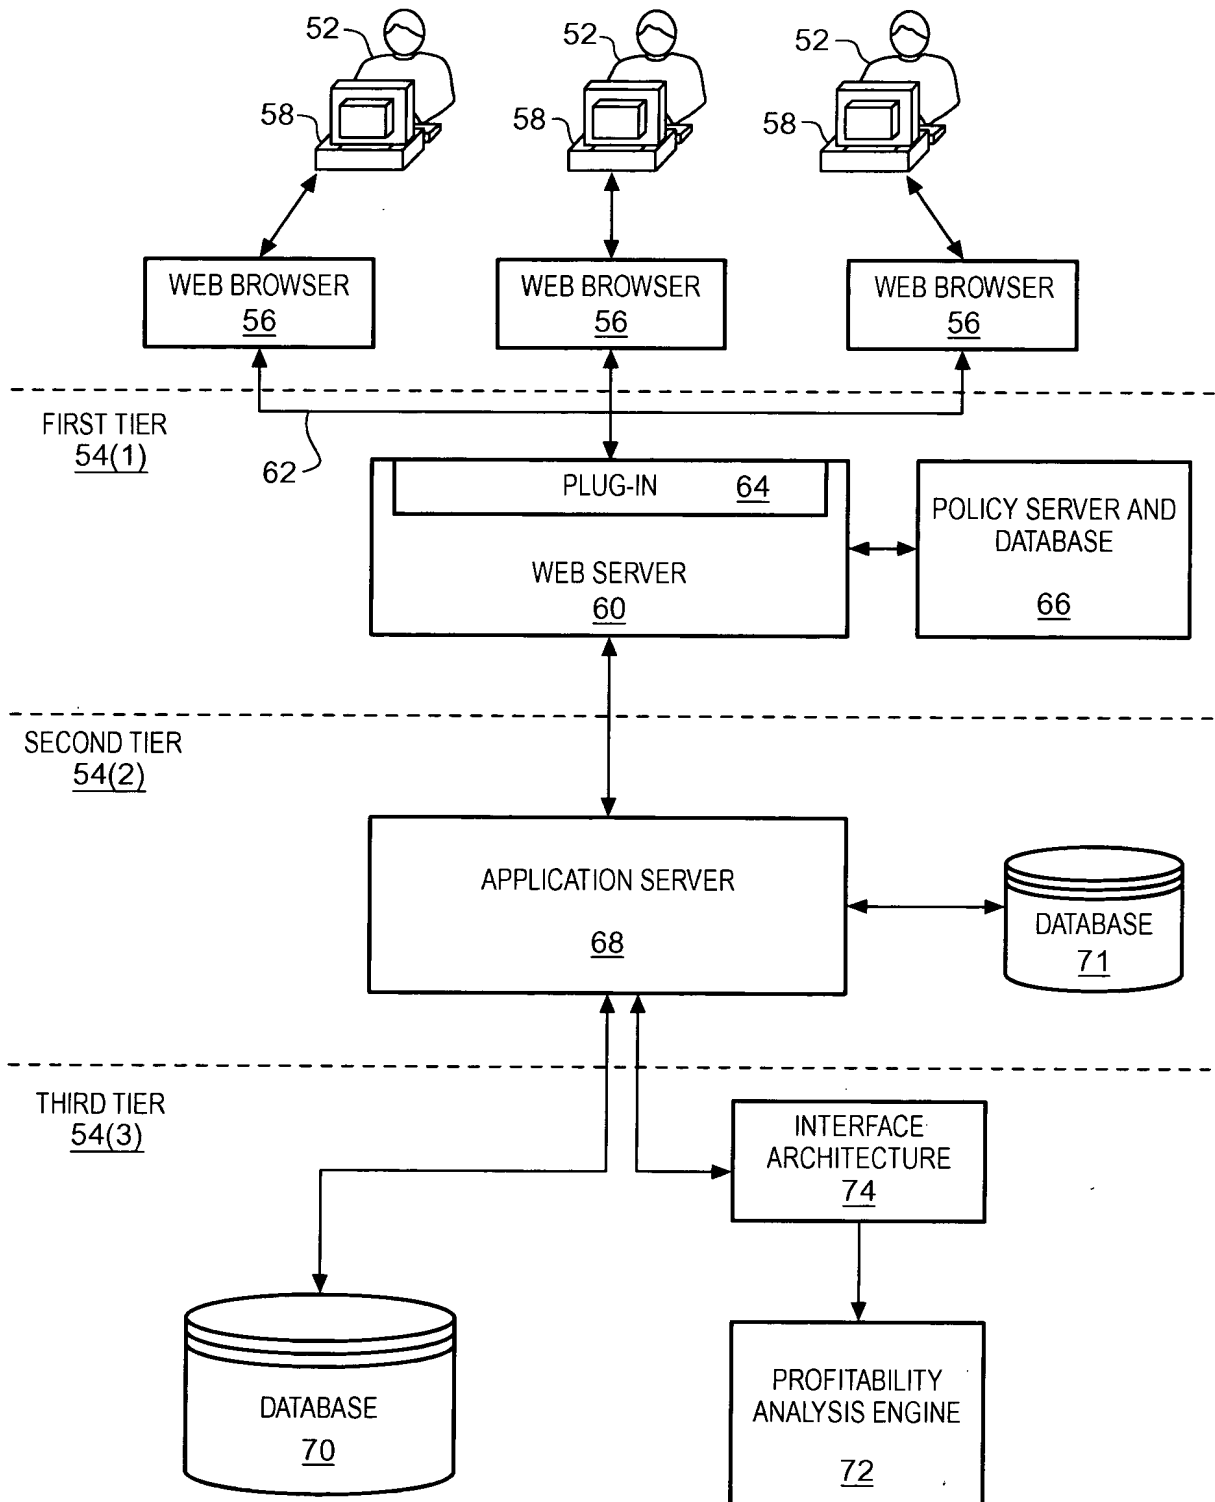 52
52
52
58
58
58
WEB BROWSER
56
WEB BROWSER
56
WEB BROWSER
56
FIRST TIER
54(1)
62
PLUG-IN 64
WEB SERVER
60
POLICY SERVER AND
DATABASE
66
SECOND TIER
54(2)
APPLICATION SERVER
68
DATABASE
71
THIRD TIER
54(3)
INTERFACE
ARCHITECTURE
74
DATABASE
70
PROFITABILITY
ANALYSIS ENGINE
72